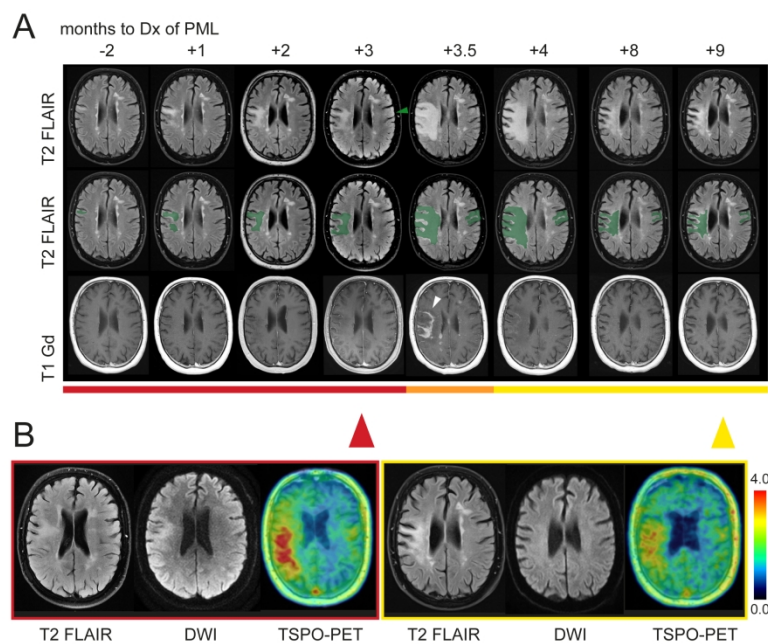 A
months to Dx of PML
-2 +1 +2 +3 +3.5 +4 +8 +9
T2 FLAIR
T2 FLAIR
T1 Gd
B
4.0
0.0
T2 FLAIR DWI TSPO-PET T2 FLAIR DWI TSPO-PET